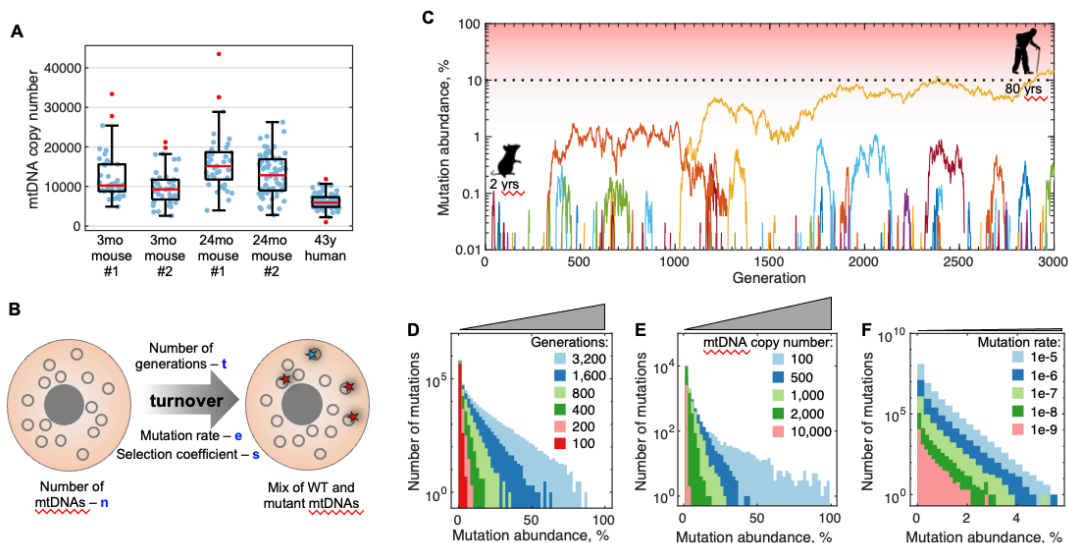 A
mtDNA copy number
40000
30000
20000
10000
0
3mo
mouse
#1
3mo
mouse
#2
24mo
mouse
#1
24mo
mouse
#2
43y
human
B
Number of
generations – t
turnover
Mutation rate – e
Selection coefficient – s
Number of
mtDNAs – n
Mix of WT and
mutant mtDNAs
C
Mutation abundance, %
100
10
1
0.1
0.01
2 yrs
80 yrs
0
500
1000
1500
2000
2500
3000
Generation
D
Number of mutations
10^5
10^0
Generations:
3,200
1,600
800
400
200
100
0
50
100
Mutation abundance, %
E
Number of mutations
10^4
10^2
10^0
mtDNA copy number:
100
500
1,000
2,000
10,000
0
50
100
Mutation abundance, %
F
Number of mutations
10^10
10^5
10^0
Mutation rate:
1e-5
1e-6
1e-7
1e-8
1e-9
0
2
4
Mutation abundance, %